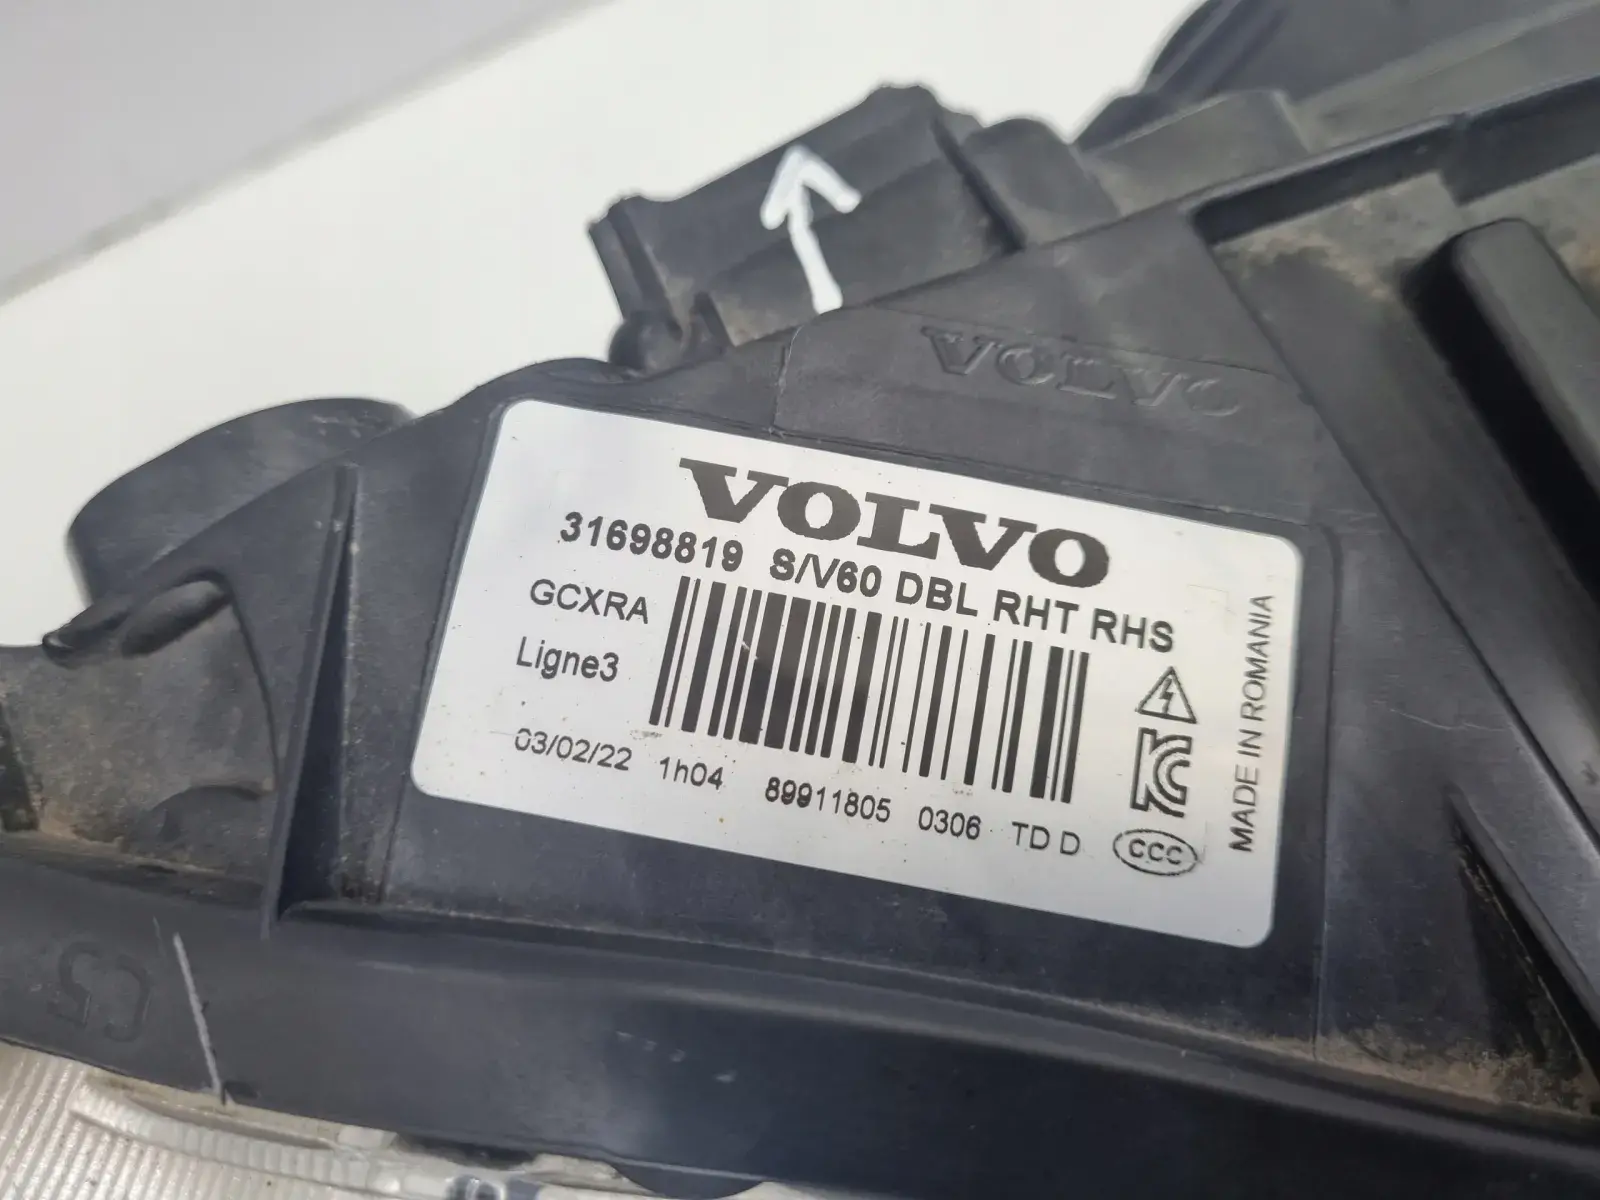 VOLVO
VOLVO
31698819 S/V60 DBL RHT RHS
GCXRA
Ligne3
03/02/22 1h04 89911805 0306 TD D
CCC
MADE IN ROMANIA
C5